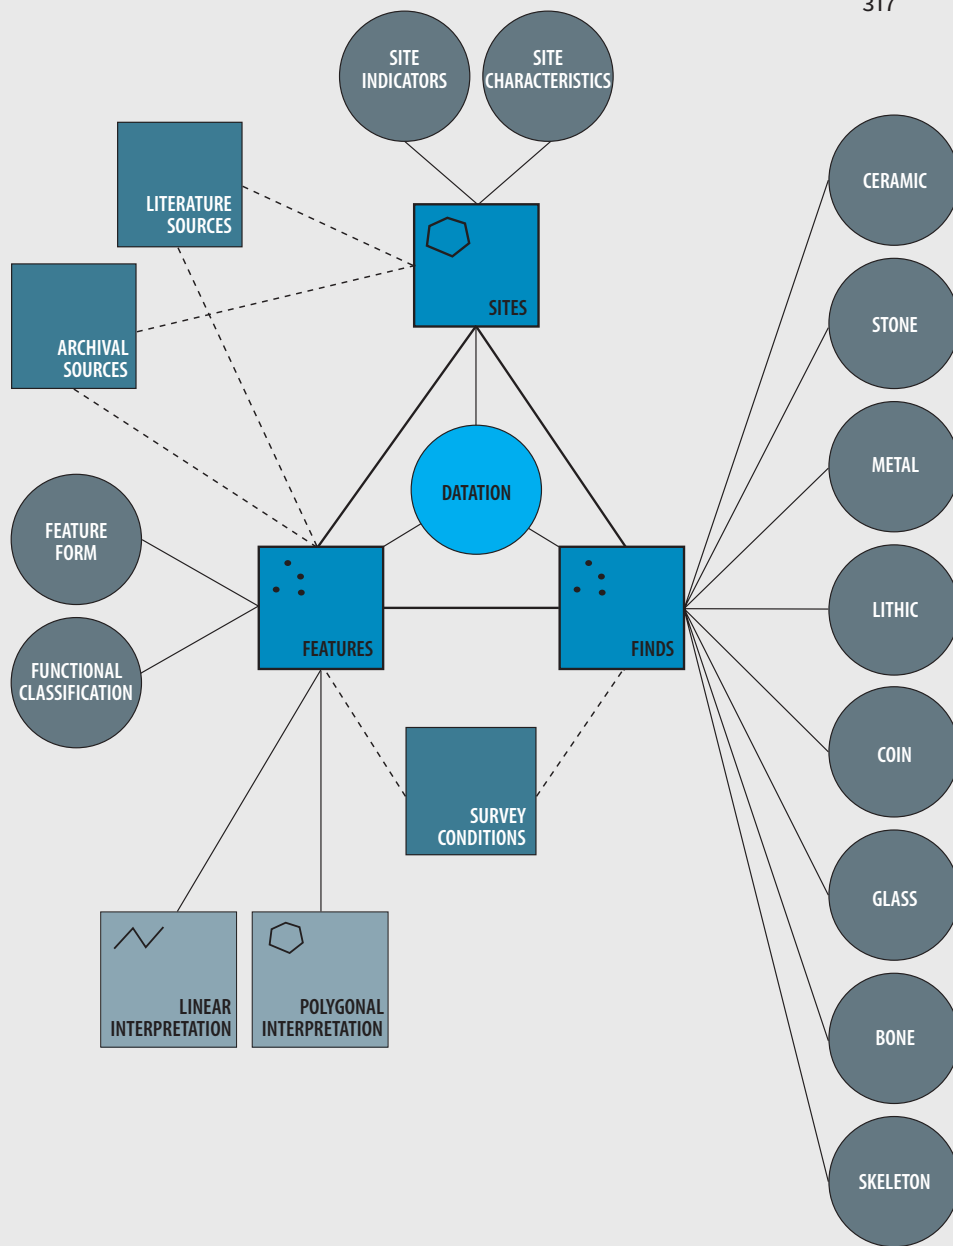 317
SITE
INDICATORS
SITE
CHARACTERISTICS
LITERATURE
SOURCES
CERAMIC
ARCHIVAL
SOURCES
SITES
STONE
DATATION
METAL
FEATURE
FORM
FEATURES
FINDS
LITHIC
FUNCTIONAL
CLASSIFICATION
SURVEY
CONDITIONS
COIN
GLASS
LINEAR
INTERPRETATION
POLYGONAL
INTERPRETATION
BONE
SKELETON